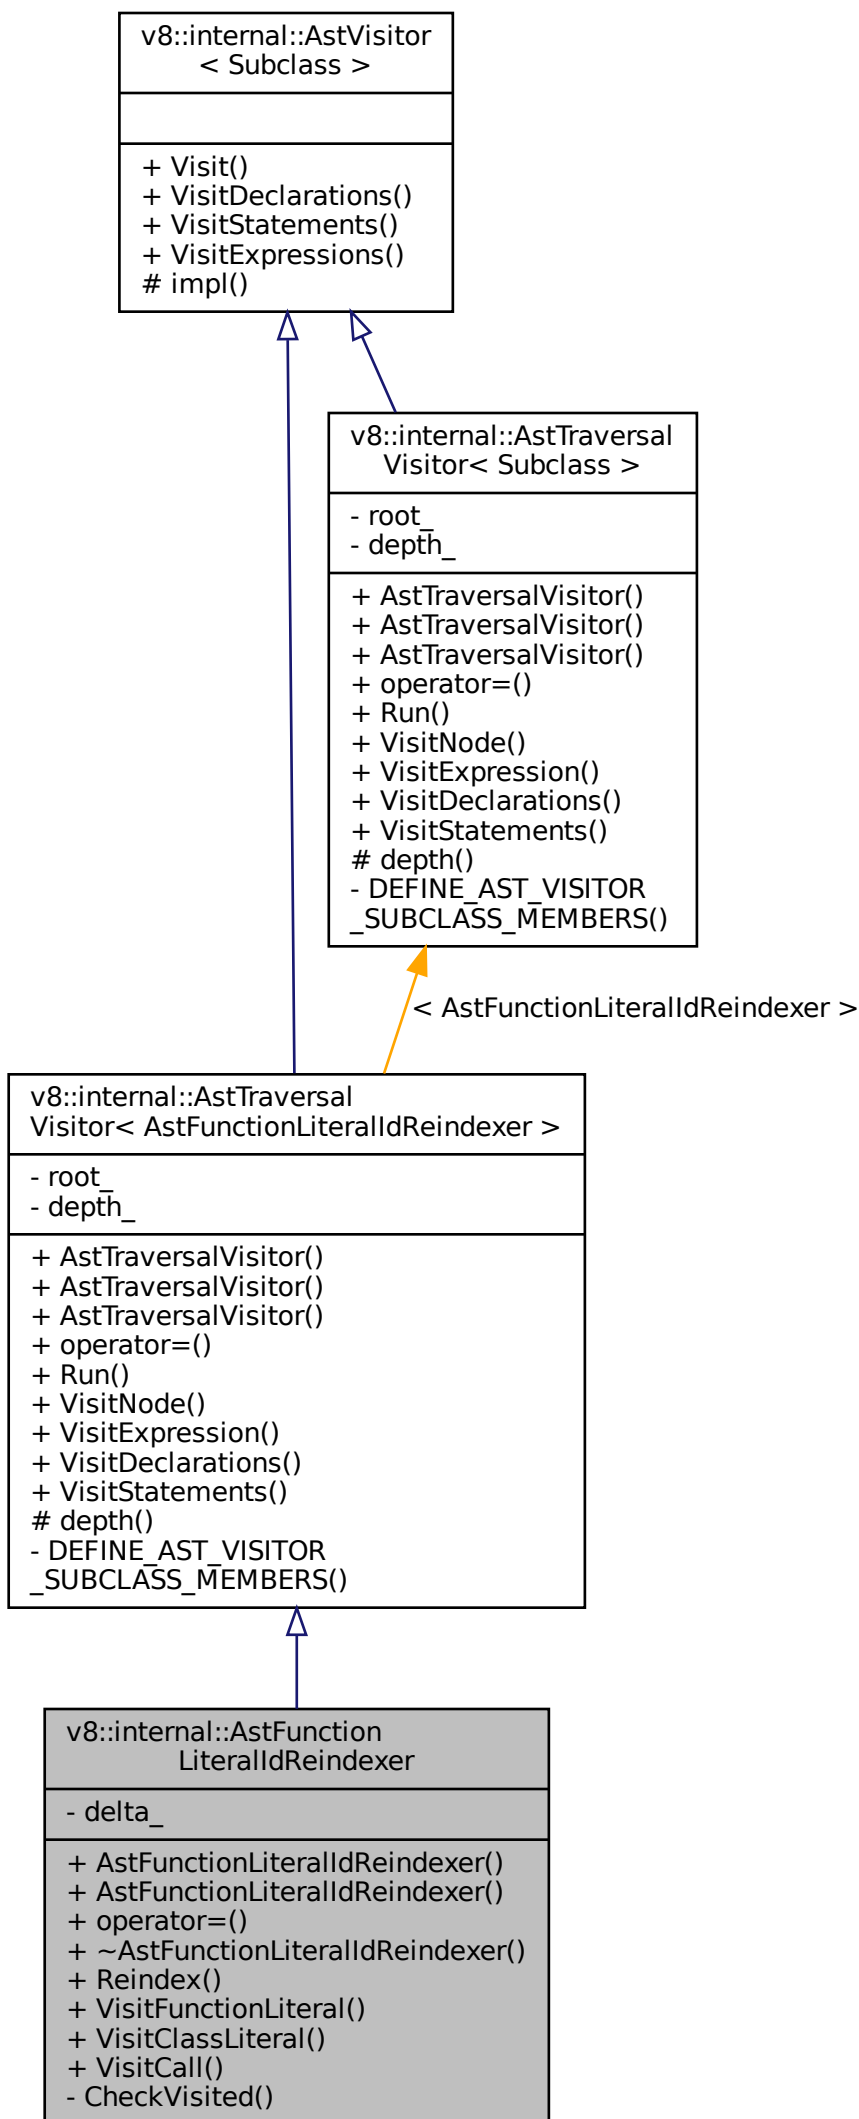 v8::internal::AstVisitor
< Subclass >
+ Visit()
+ VisitDeclarations()
+ VisitStatements()
+ VisitExpressions()
# impl()
v8::internal::AstTraversal
Visitor< Subclass >
- root_
- depth_
+ AstTraversalVisitor()
+ AstTraversalVisitor()
+ AstTraversalVisitor()
+ operator=()
+ Run()
+ VisitNode()
+ VisitExpression()
+ VisitDeclarations()
+ VisitStatements()
# depth()
- DEFINE_AST_VISITOR
_SUBCLASS_MEMBERS()
< AstFunctionLiteralIdReindexer >
v8::internal::AstTraversal
Visitor< AstFunctionLiteralIdReindexer >
- root_
- depth_
+ AstTraversalVisitor()
+ AstTraversalVisitor()
+ AstTraversalVisitor()
+ operator=()
+ Run()
+ VisitNode()
+ VisitExpression()
+ VisitDeclarations()
+ VisitStatements()
# depth()
- DEFINE_AST_VISITOR
_SUBCLASS_MEMBERS()
v8::internal::AstFunction
LiteralIdReindexer
- delta_
+ AstFunctionLiteralIdReindexer()
+ AstFunctionLiteralIdReindexer()
+ operator=()
+ ~AstFunctionLiteralIdReindexer()
+ Reindex()
+ VisitFunctionLiteral()
+ VisitClassLiteral()
+ VisitCall()
- CheckVisited()